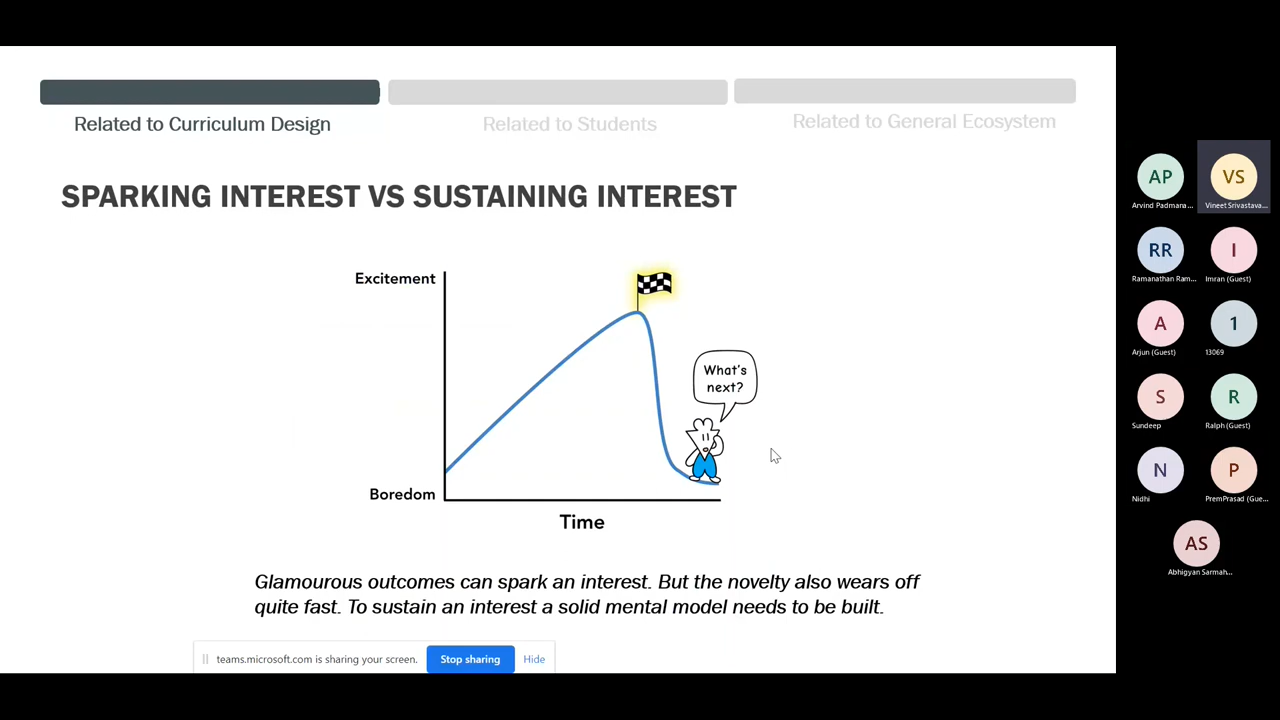 Related to Curriculum Design
Related to Students
Related to General Ecosystem
SPARKING INTEREST VS SUSTAINING INTEREST
Excitement
What's
next?
Boredom
Time
Glamourous outcomes can spark an interest. But the novelty also wears off
quite fast. To sustain an interest a solid mental model needs to be built.
teams.microsoft.com is sharing your screen.
Stop sharing
Hide
AP
Arvind Padmana...
VS
Vineet Srivastava...
RR
Ramanathan Ram...
I
Imran (Guest)
A
Arjun (Guest)
1
13069
S
Sundeep
R
Ralph (Guest)
N
Nidhi
P
PremPrasad (Gue...
AS
Abhigyan Sarmah...